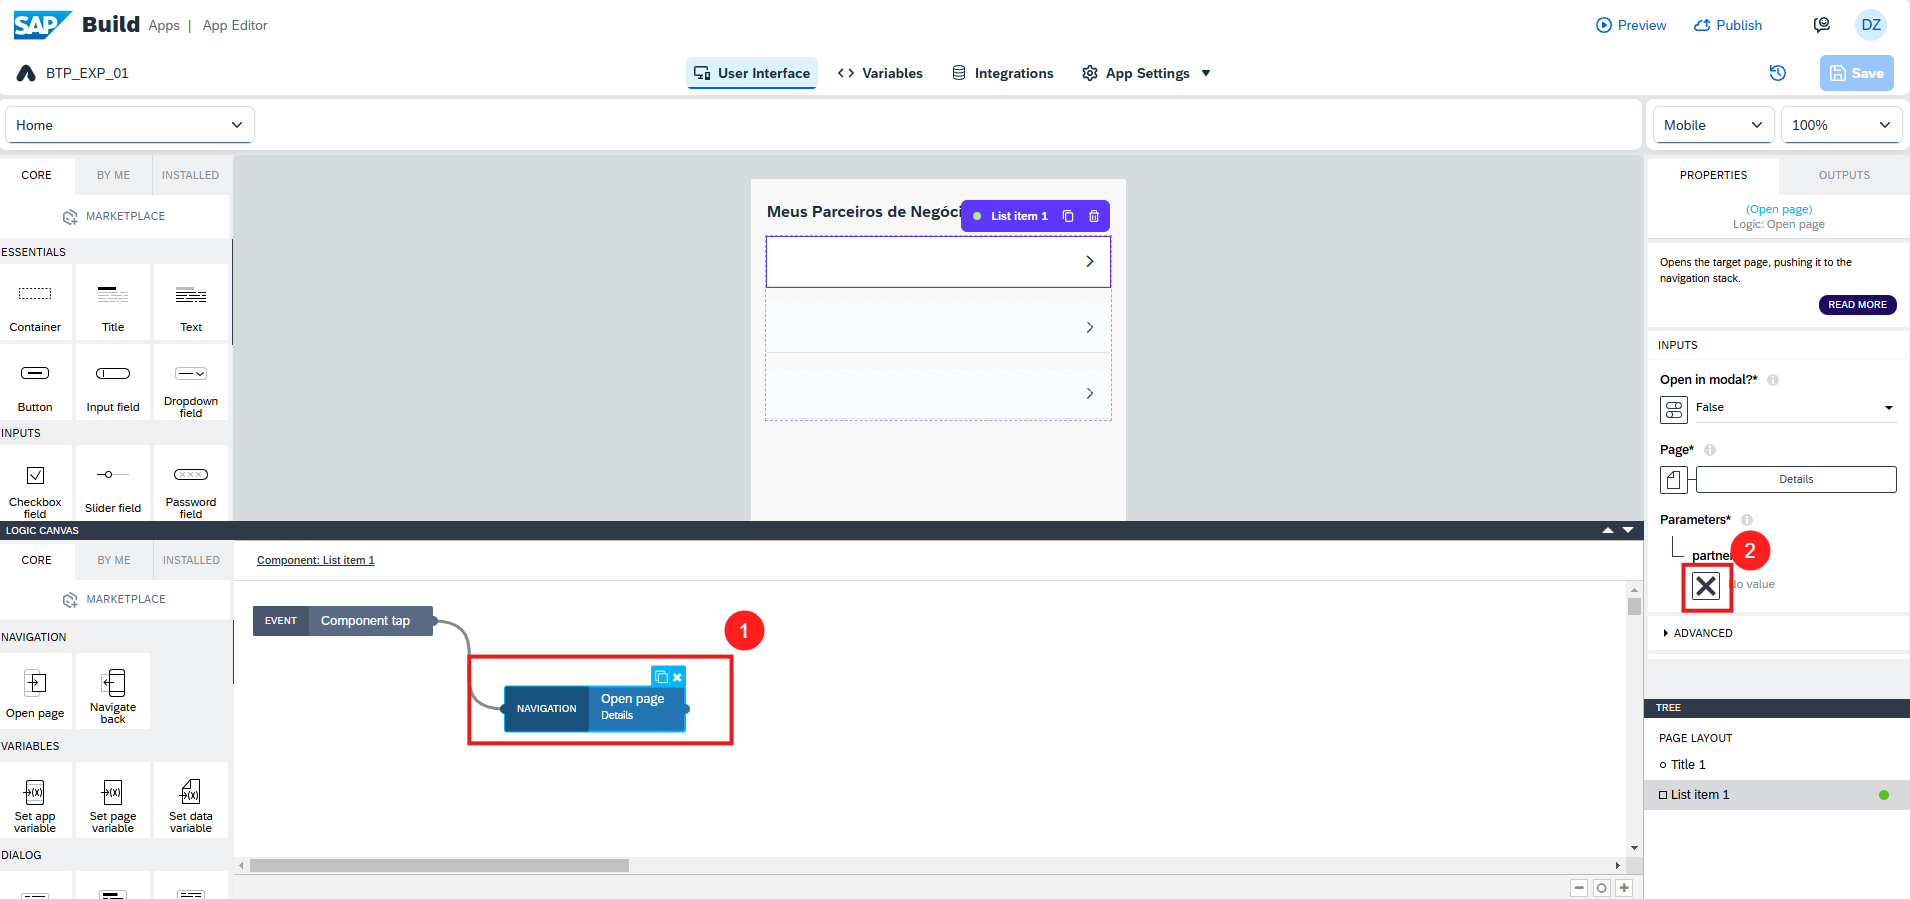 SAP Build Apps | App Editor
Preview
Publish
DZ
BTP_EXP_01
User Interface
Variables
Integrations
App Settings
Save
Home
Mobile
100%
CORE
BY ME
INSTALLED
MARKETPLACE
ESSENTIALS
Container
Title
Text
Button
Input field
Dropdown
field
INPUTS
Checkbox
field
Slider field
Password
field
Meus Parceiros de Negóci
List item 1
PROPERTIES
OUTPUTS
(Open page)
Logic: Open page
Opens the target page, pushing it to the
navigation stack.
READ MORE
INPUTS
Open in modal?*
False
Page*
Details
Parameters*
partne
2
No value
ADVANCED
LOGIC CANVAS
CORE
BY ME
INSTALLED
MARKETPLACE
NAVIGATION
Open page
Navigate
back
VARIABLES
Set app
variable
Set page
variable
Set data
variable
DIALOG
Component: List item 1
EVENT
Component tap
1
NAVIGATION
Open page
Details
TREE
PAGE LAYOUT
Title 1
List item 1